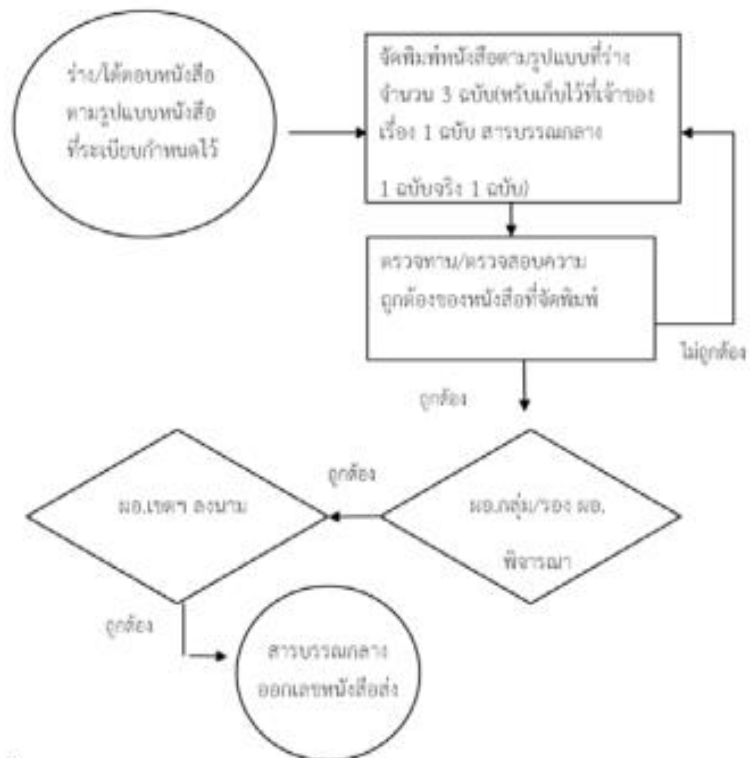 ร่าง/โต้ตอบหนังสือ
ตามรูปแบบหนังสือ
ที่ระเบียบกำหนดไว้
จัดพิมพ์หนังสือตามรูปแบบที่ร่าง
จำนวน 3 ฉบับ(หรับเก็บไว้ที่เจ้าของ
เรื่อง 1 ฉบับ สารบรรณกลาง
1 ฉบับจริง 1 ฉบับ)
ตรวจทาน/ตรวจสอบความ
ถูกต้องของหนังสือที่จัดพิมพ์
ไม่ถูกต้อง
ถูกต้อง
ผอ.กลุ่ม/รอง ผอ.
พิจารณา
ถูกต้อง
ผอ.เขตฯ ลงนาม
ถูกต้อง
สารบรรณกลาง
ออกเลขหนังสือส่ง